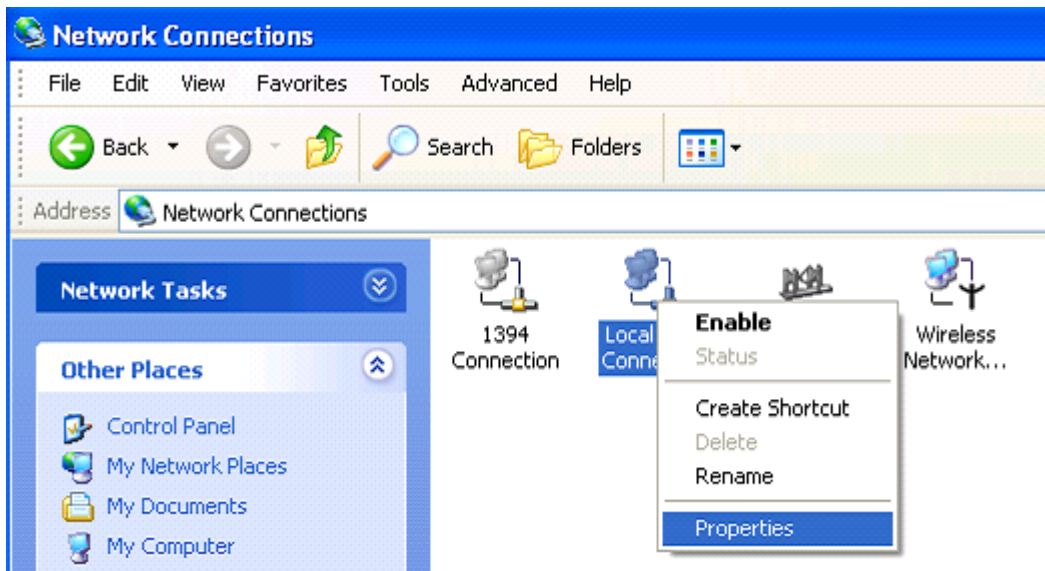 Network Connections
File Edit View Favorites Tools Advanced Help
Back Search Folders
Address Network Connections
Network Tasks
Other Places
Control Panel
My Network Places
My Documents
My Computer
1394
Connection
Local
Conne
Wireless
Network...
Enable
Status
Create Shortcut
Delete
Rename
Properties